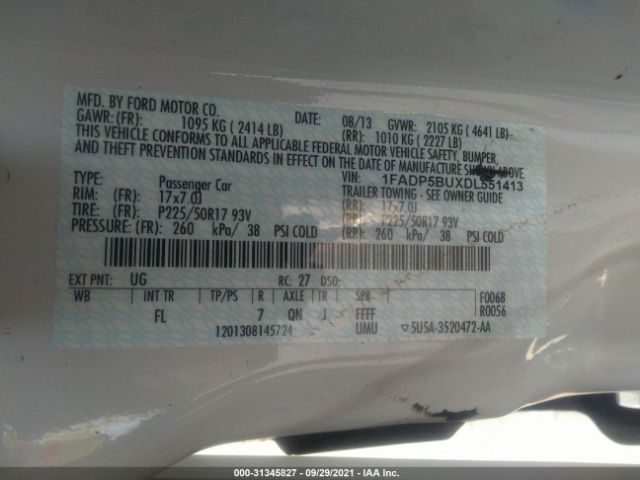 MFD. BY FORD MOTOR CO.
DATE: 08/13 GVWR: 2105 KG ( 4641 LB)
GAWR: (FR): 1095 KG ( 2414 LB) (RR): 1010 KG ( 2227 LB)
THIS VEHICLE CONFORMS TO ALL APPLICABLE FEDERAL MOTOR VEHICLE SAFETY, BUMPER,
AND THEFT PREVENTION STANDARDS IN EFFECT ON THE DATE OF MANUFACTURE SHOWN ABOVE.
VIN: 1FADP5BUXDL551413
TYPE: Passenger Car TRAILER TOWING - SEE OWNER GUIDE
RIM: (FR): 17x7.0J (RR): 17x7.0J
TIRE: (FR): P225/50R17 93V (RR): P225/50R17 93V
PRESSURE: (FR): 260 kPa/ 38 PSI COLD (RR): 260 kPa/ 38 PSI COLD
EXT PNT: UG RC: 27 DSO:
WB INT TR TP/PS R AXLE TR SPR F0068
FL 7 QN J FFFF R0056
1201308145724 UMU ▽5U5A-3520472-AA
000-31345827 - 09/29/2021 - IAA Inc.